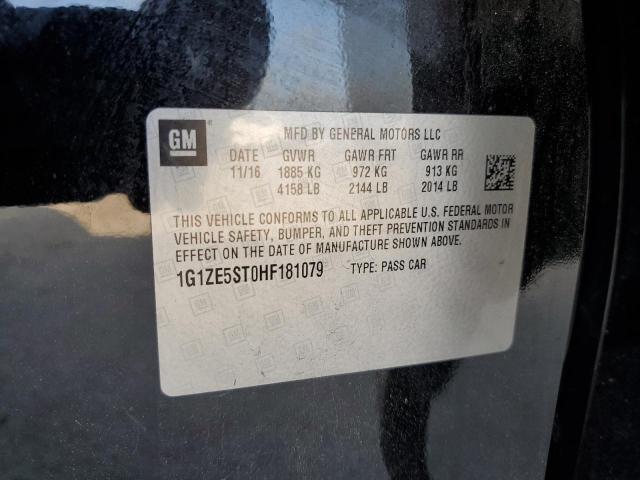 GM
MFD BY GENERAL MOTORS LLC
DATE GVWR GAWR FRT GAWR RR
11/16 1885 KG 972 KG 913 KG
4158 LB 2144 LB 2014 LB
THIS VEHICLE CONFORMS TO ALL APPLICABLE U.S. FEDERAL MOTOR
VEHICLE SAFETY, BUMPER, AND THEFT PREVENTION STANDARDS IN
EFFECT ON THE DATE OF MANUFACTURE SHOWN ABOVE.
1G1ZE5ST0HF181079 TYPE: PASS CAR